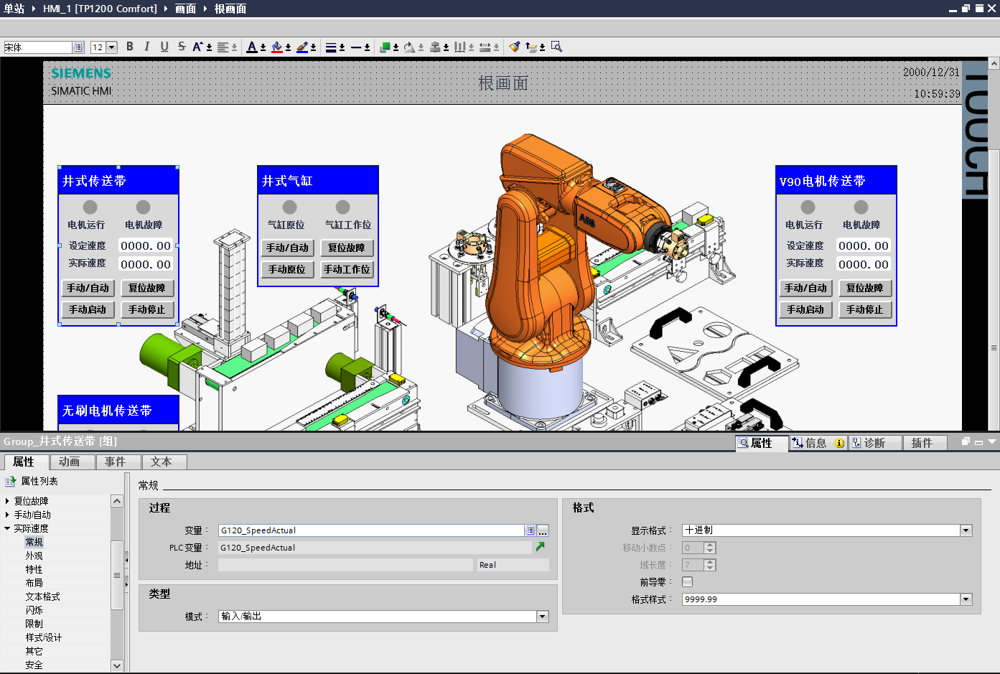 单站 HMI_1 [TP1200 Comfort] 画面 根画面
宋体 12 B I U S A A
SIEMENS
SIMATIC HMI
根画面
2000/12/31
10:59:39
TOUCH
井式传送带
电机运行 电机故障
设定速度 0000.00
实际速度 0000.00
手动/自动 复位故障
手动启动 手动停止
井式气缸
气缸原位 气缸工作位
手动/自动 复位故障
手动原位 手动工作位
V90电机传送带
电机运行 电机故障
设定速度 0000.00
实际速度 0000.00
手动/自动 复位故障
手动启动 手动停止
ABB
无刷电机传送带
Group_井式传送带 [组]
属性 信息 诊断 插件
属性 动画 事件 文本
属性列表
复位故障
手动/自动
实际速度
常规
外观
特性
布局
文本格式
闪烁
限制
样式/设计
其它
安全
常规
过程
变量: G120_SpeedActual ...
PLC 变量: G120_SpeedActual
地址: Real
类型
模式: 输入/输出
格式
显示格式: 十进制
移动小数点: 0
域长度: 7
前导零:
格式样式: 9999.99